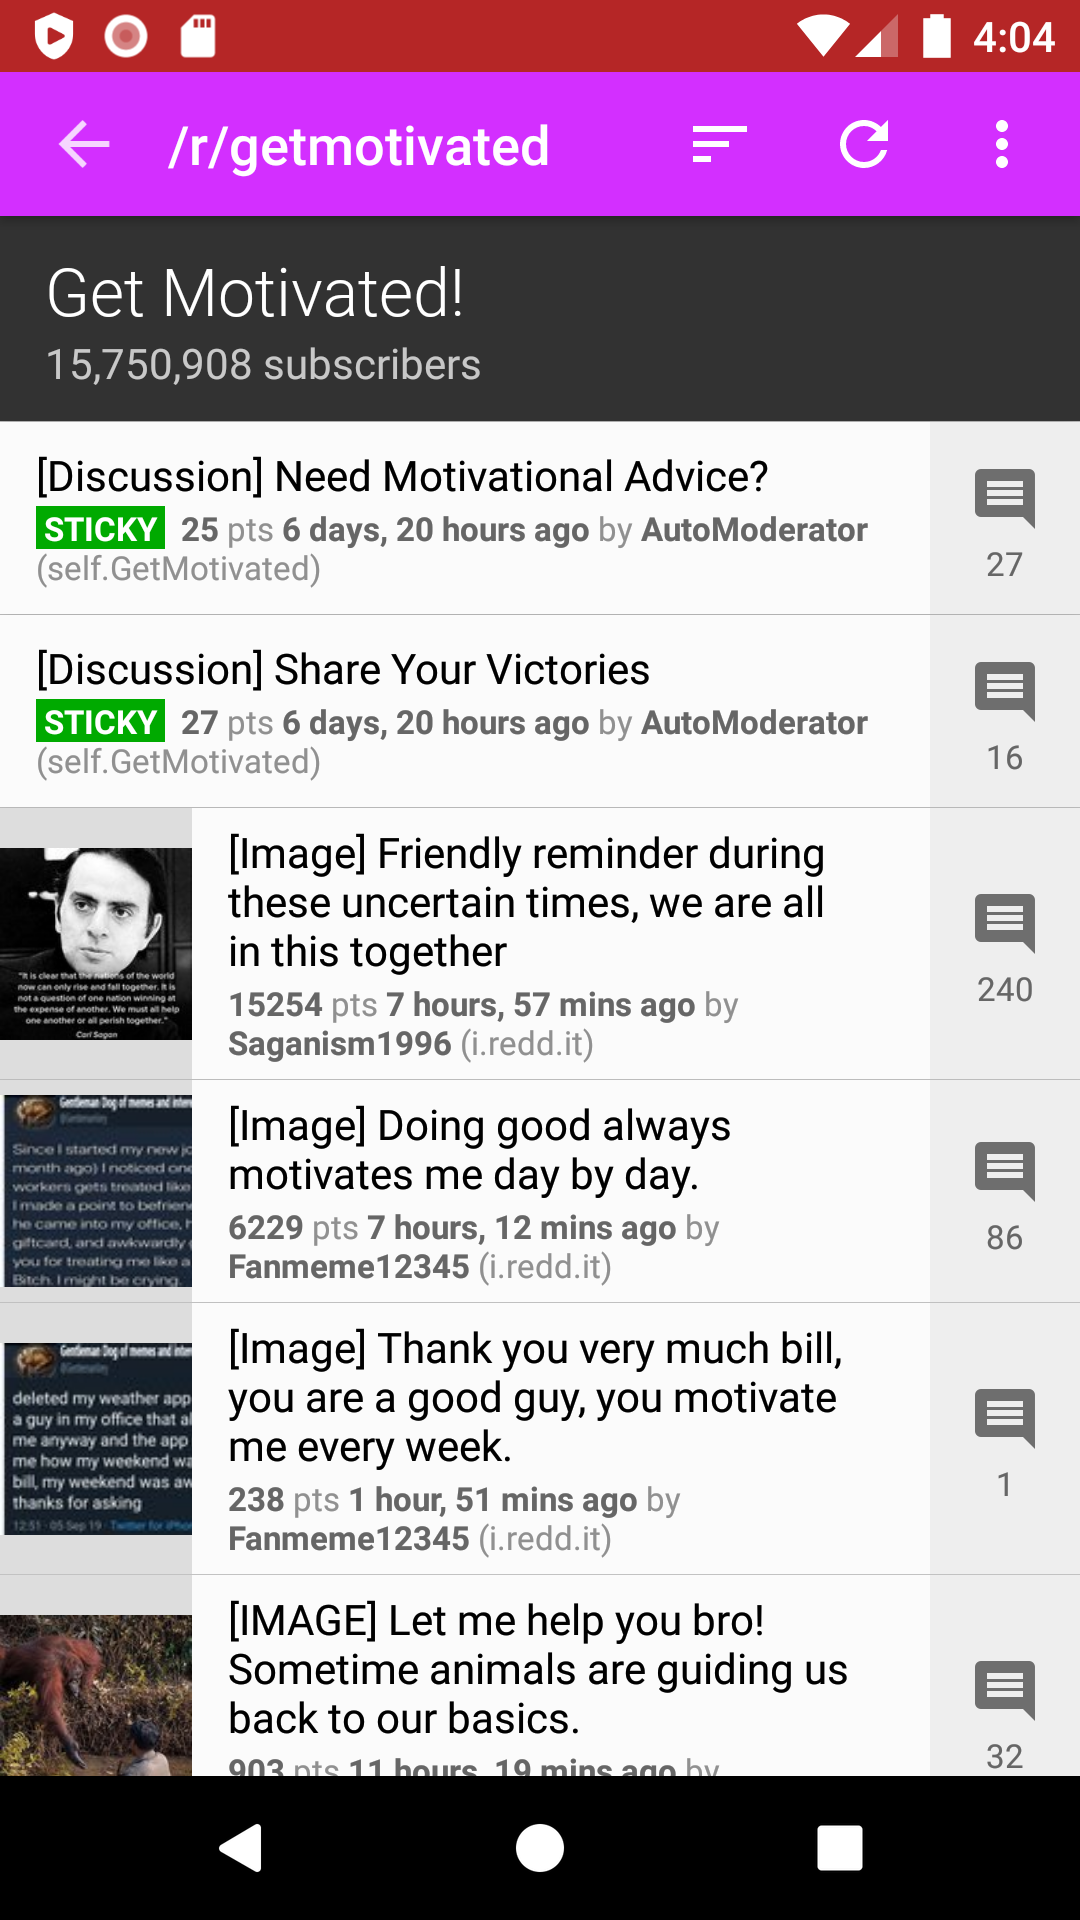 4:04
/r/getmotivated
Get Motivated!
15,750,908 subscribers
[Discussion] Need Motivational Advice?
STICKY 25 pts 6 days, 20 hours ago by AutoModerator
(self.GetMotivated)
27
[Discussion] Share Your Victories
STICKY 27 pts 6 days, 20 hours ago by AutoModerator
(self.GetMotivated)
16
"It is clear that the nations of the world
now can only rise and fall together. It is
not a question of one nation winning at
the expense of another. We must all help
one another or all perish together."
Carl Sagan
[Image] Friendly reminder during
these uncertain times, we are all
in this together
15254 pts 7 hours, 57 mins ago by
Saganism1996 (i.redd.it)
240
Gentleman Dog of memes and
Since I started my new
month ago) I noticed
workers gets treated like
I made a point to
he came into my office,
giftcard, and awkwardly
you for treating me like a
Bitch. I might be crying.
[Image] Doing good always
motivates me day by day.
6229 pts 7 hours, 12 mins ago by
Fanmeme12345 (i.redd.it)
86
Gentleman Dog of memes and
deleted my weather app
a guy in my office that
me anyway and the app
me how my weekend
bill, my weekend was
thanks for asking
12:51 · 05 Sep 19 · Twitter for
[Image] Thank you very much bill,
you are a good guy, you motivate
me every week.
238 pts 1 hour, 51 mins ago by
Fanmeme12345 (i.redd.it)
1
[IMAGE] Let me help you bro!
Sometime animals are guiding us
back to our basics.
903 pts 11 hours, 19 mins ago by
32